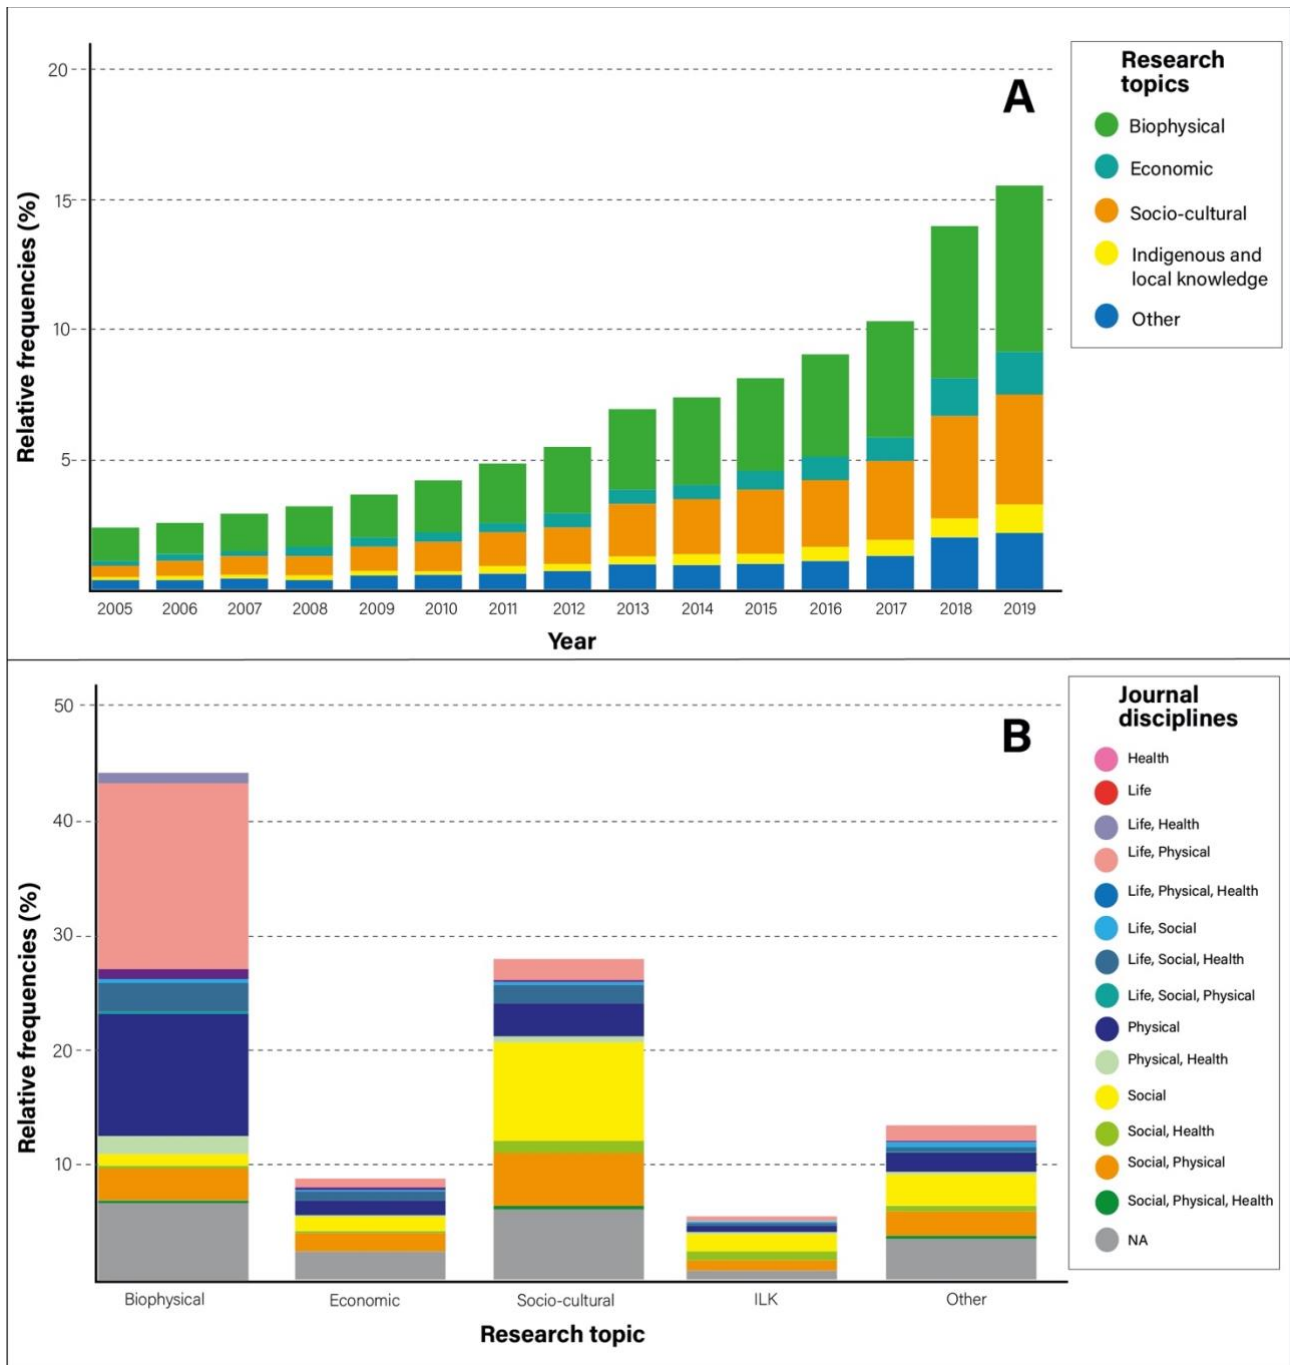 A
20
15
10
5
Relative frequencies (%)
2005 2006 2007 2008 2009 2010 2011 2012 2013 2014 2015 2016 2017 2018 2019
Year
Research
topics
Biophysical
Economic
Socio-cultural
Indigenous and
local knowledge
Other
B
50
40
30
20
10
Relative frequencies (%)
Biophysical Economic Socio-cultural ILK Other
Research topic
Journal
disciplines
Health
Life
Life, Health
Life, Physical
Life, Physical, Health
Life, Social
Life, Social, Health
Life, Social, Physical
Physical
Physical, Health
Social
Social, Health
Social, Physical
Social, Physical, Health
NA